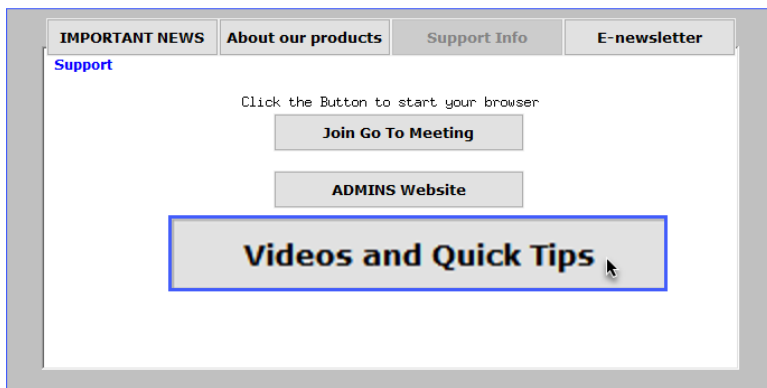 IMPORTANT NEWS About our products Support Info E-newsletter
Support
Click the Button to start your browser
Join Go To Meeting
ADMINS Website
Videos and Quick Tips